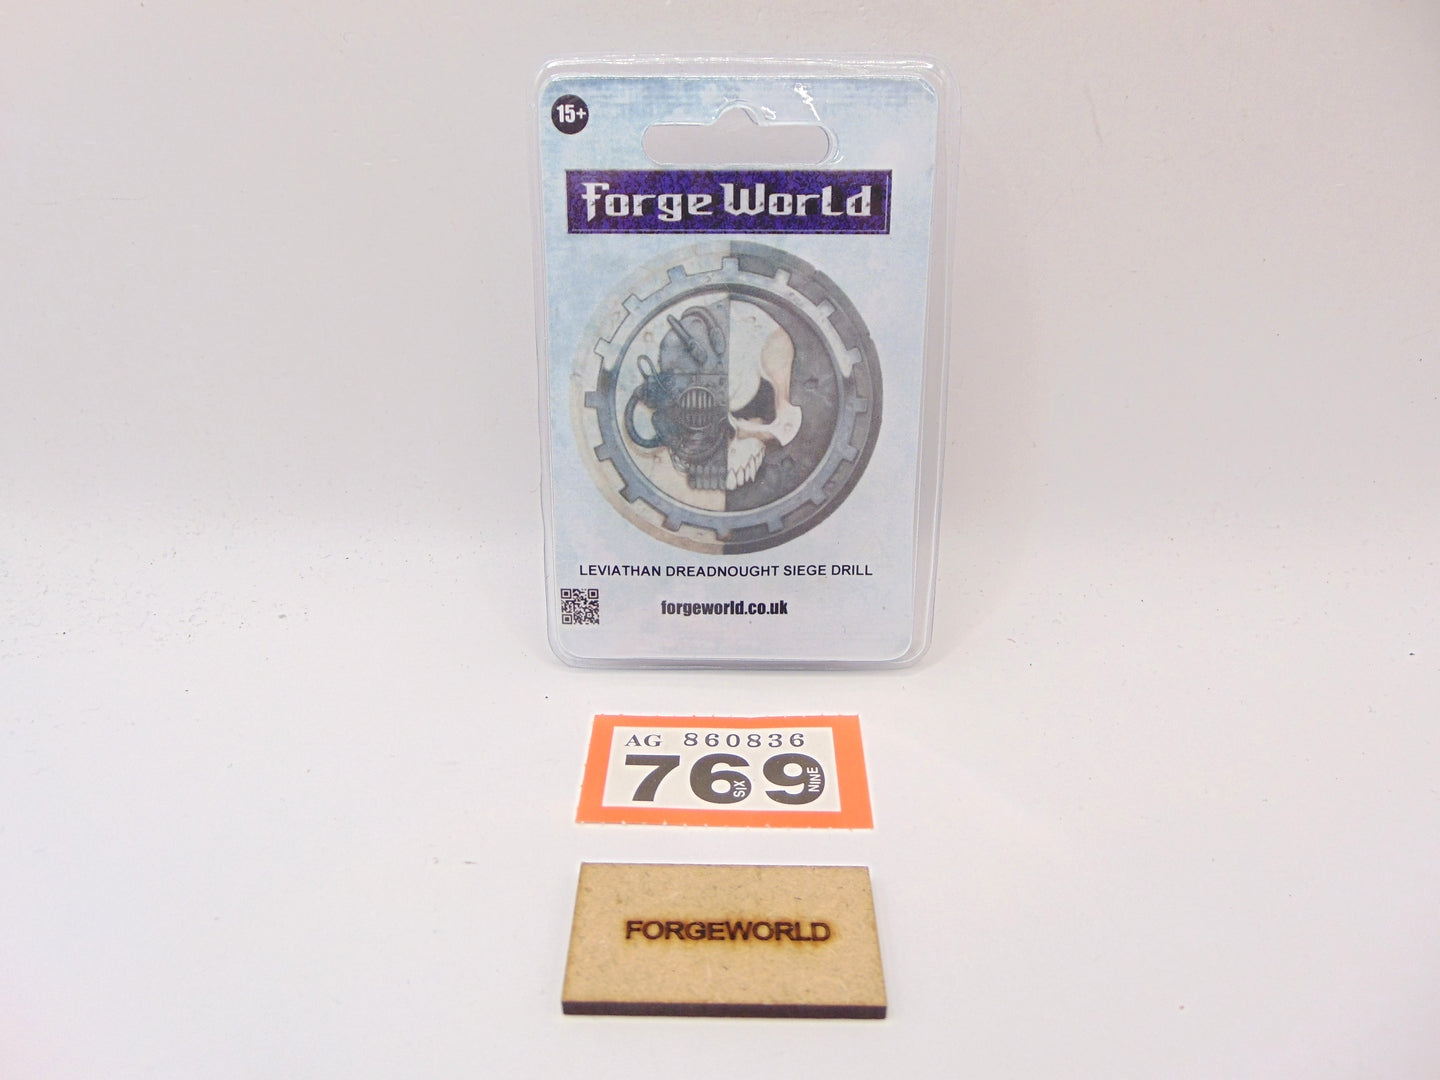 15+
Forge World
LEVIATHAN DREADNOUGHT SIEGE DRILL
forgeworld.co.uk
AG 860836
769
SIX
NINE
FORGEWORLD